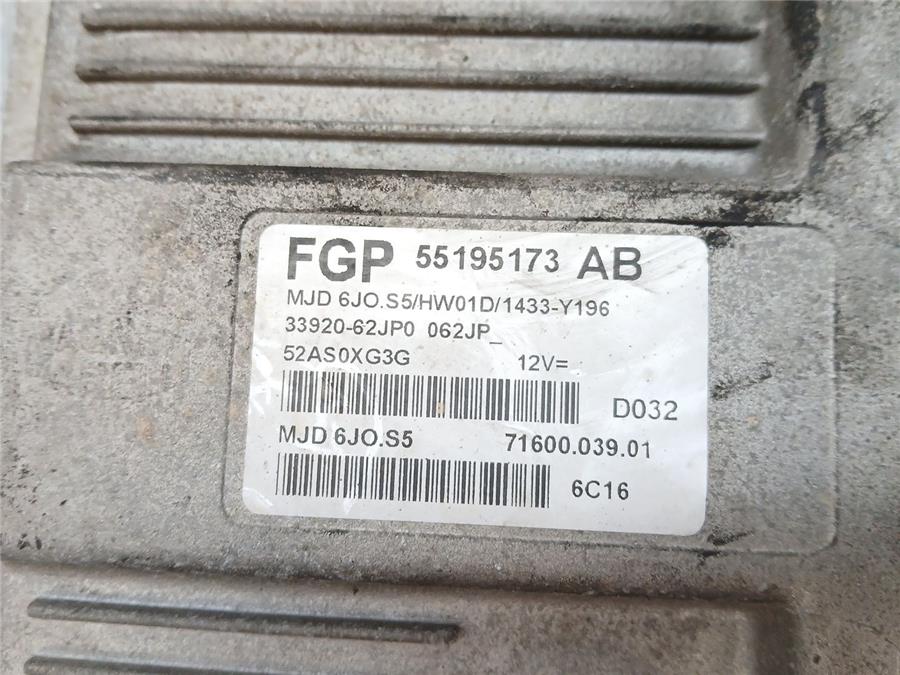 FGP 55195173 AB
MJD 6JO.S5/HW01D/1433-Y196
33920-62JP0 062JP_
52AS0XG3G 12V=
D032
MJD 6JO.S5 71600.039.01
6C16